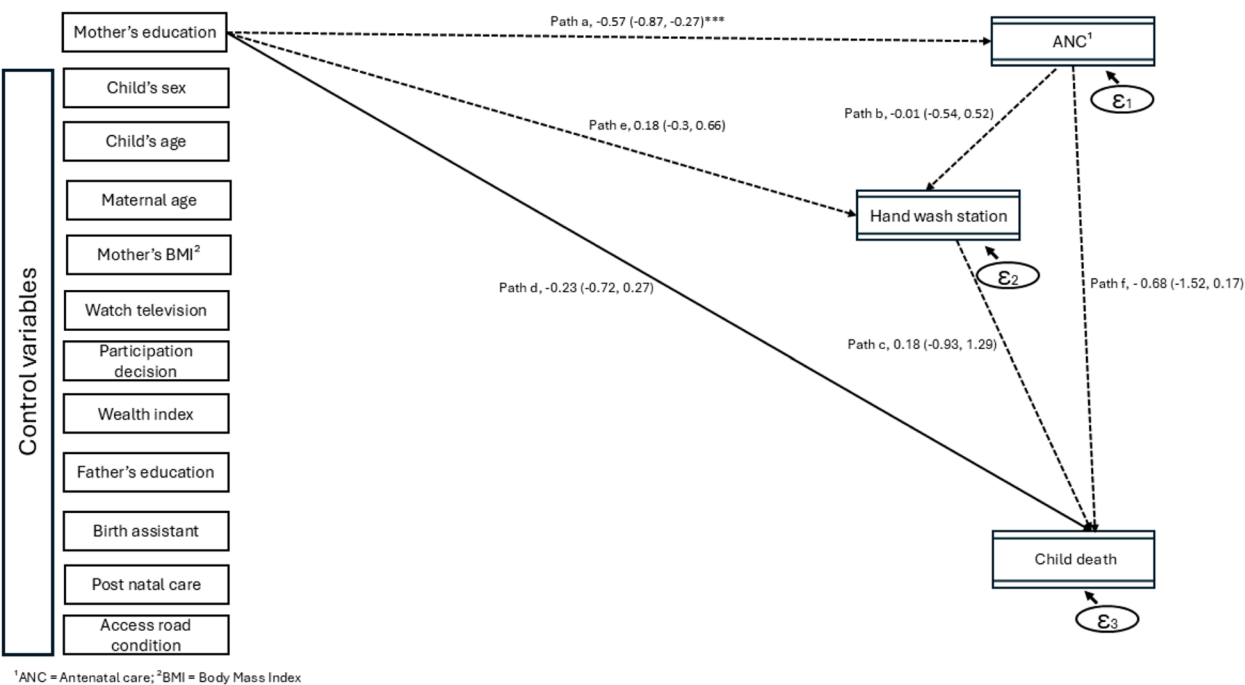 Mother's education
Path a, -0.57 (-0.87, -0.27)***
ANC¹
ε₁
Control variables
Child's sex
Child's age
Maternal age
Mother's BMI²
Watch television
Participation
decision
Wealth index
Father's education
Birth assistant
Post natal care
Access road
condition
Path e, 0.18 (-0.3, 0.66)
Path b, -0.01 (-0.54, 0.52)
Hand wash station
ε₂
Path d, -0.23 (-0.72, 0.27)
Path f, - 0.68 (-1.52, 0.17)
Path c, 0.18 (-0.93, 1.29)
Child death
ε₃
¹ANC = Antenatal care; ²BMI = Body Mass Index